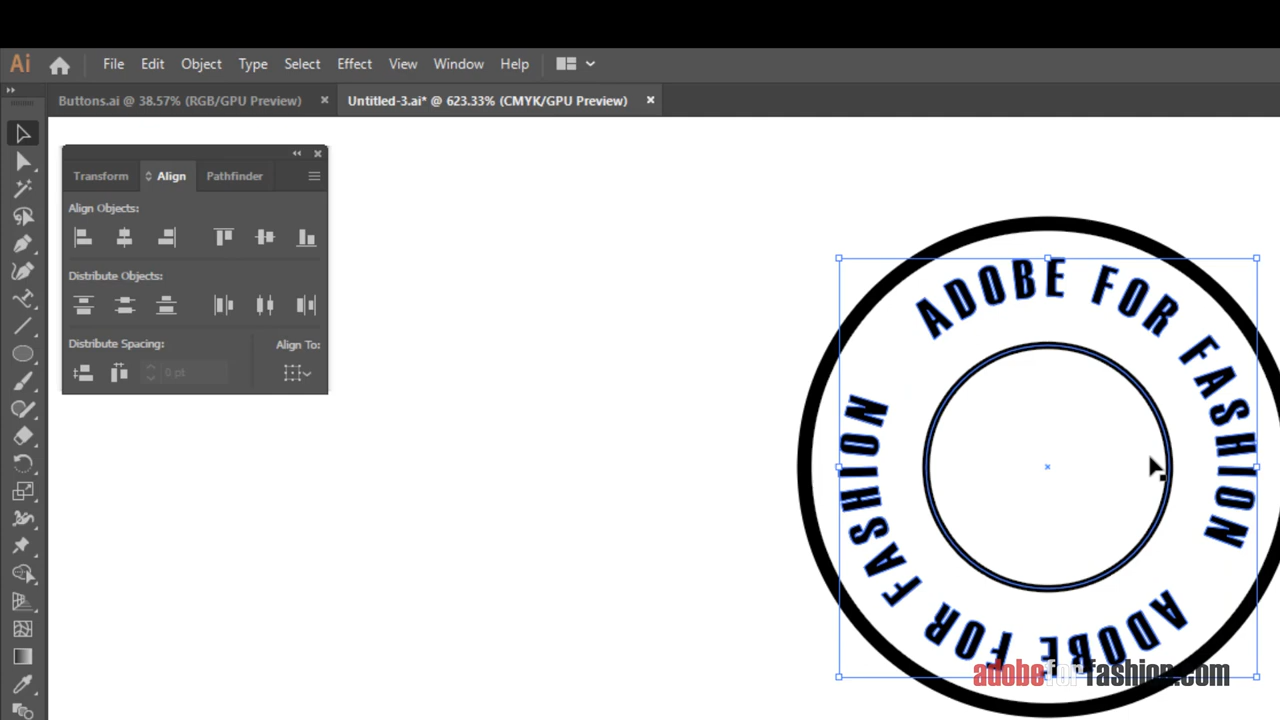 Ai File Edit Object Type Select Effect View Window Help
Buttons.ai @ 38.57% (RGB/GPU Preview) × Untitled-3.ai* @ 623.33% (CMYK/GPU Preview) ×
Transform Align Pathfinder
Align Objects:
Distribute Objects:
Distribute Spacing: Align To:
0 pt
ADOBE FOR FASHION
ADOBE FOR FASHION
adobeforfashion.com